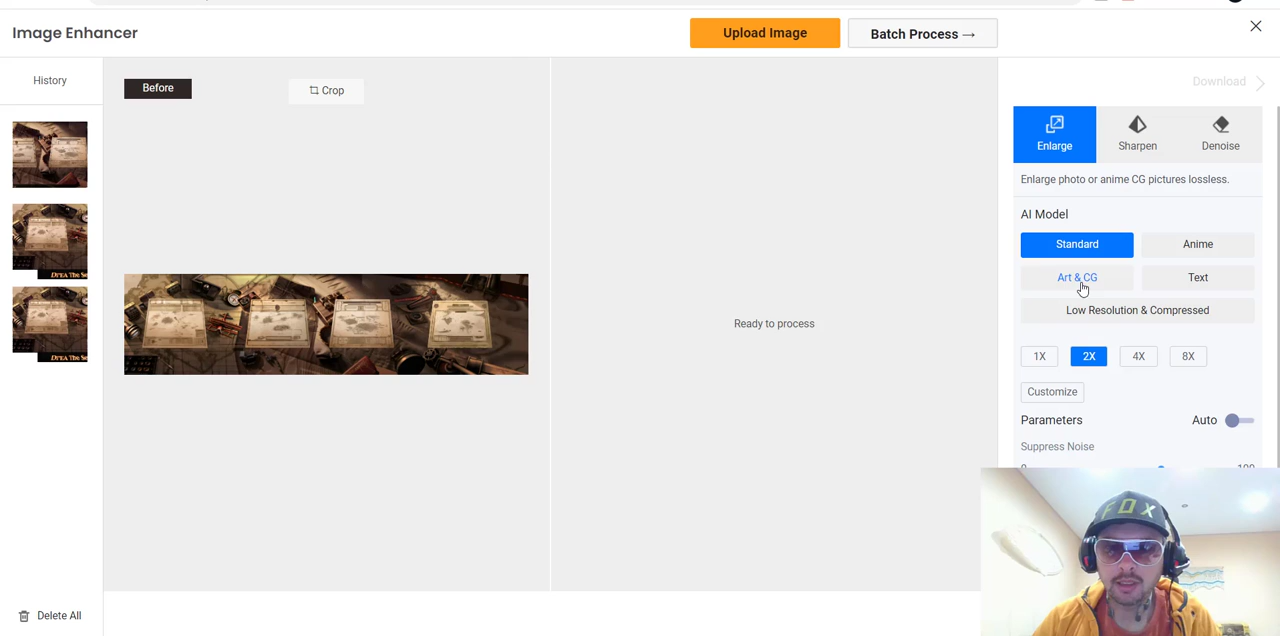 Image Enhancer
Upload Image
Batch Process →
History
Before
Crop
Download
Enlarge
Sharpen
Denoise
Enlarge photo or anime CG pictures lossless.
AI Model
Standard
Anime
Art & CG
Text
Ready to process
Low Resolution & Compressed
1X
2X
4X
8X
Customize
Parameters
Auto
Suppress Noise
FOX
Delete All